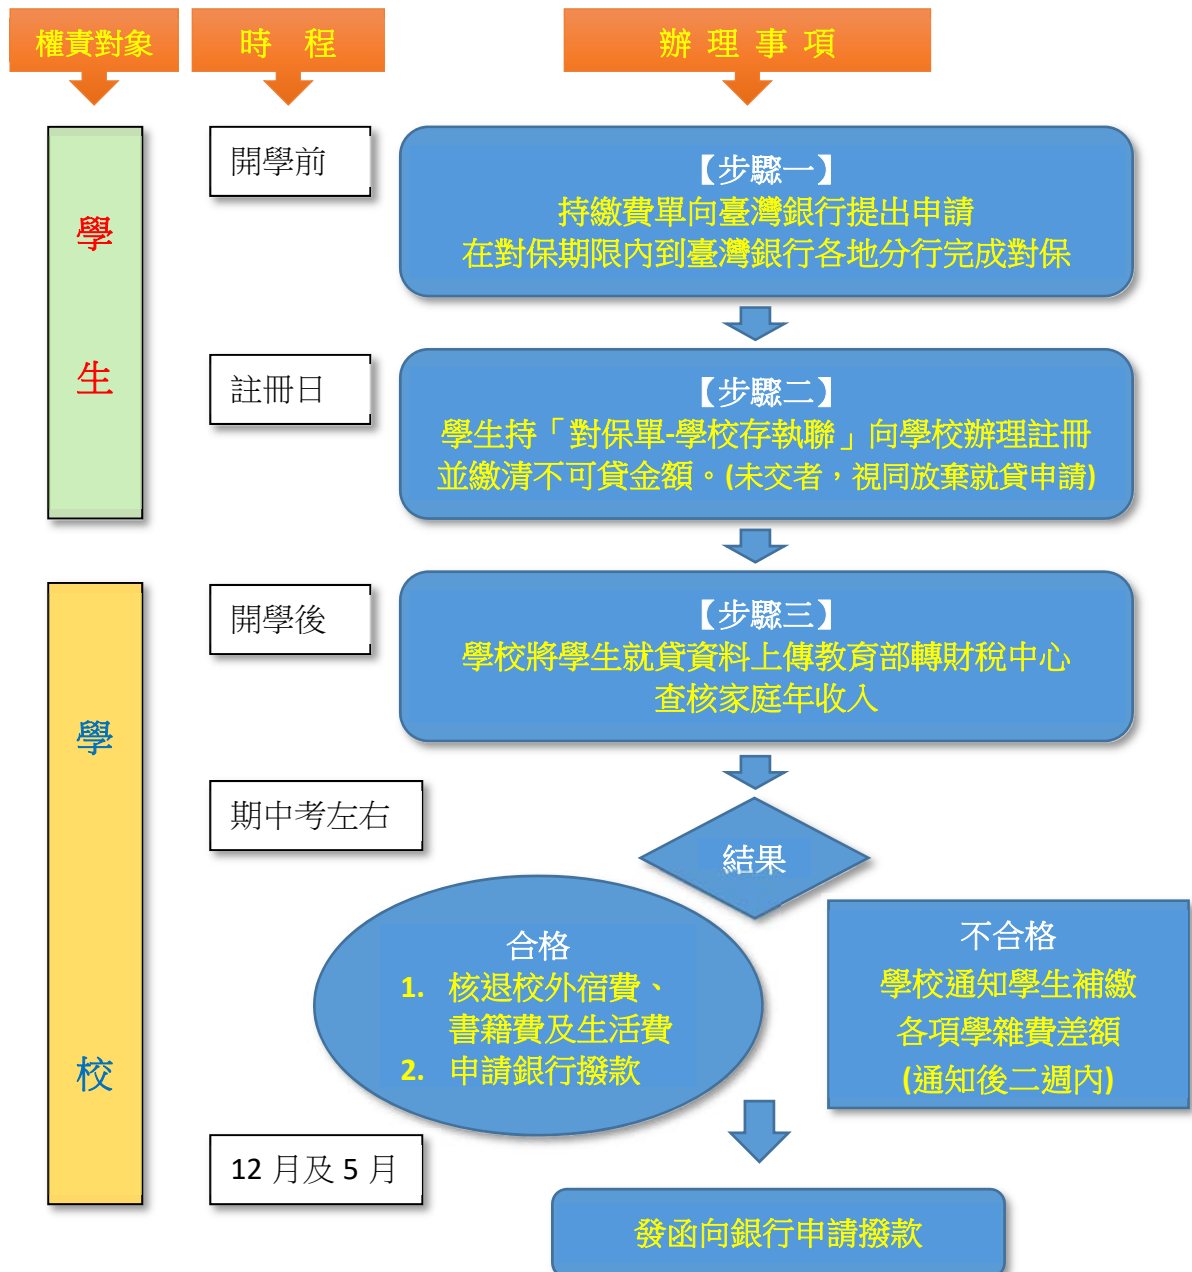 權責對象
時 程
辦 理 事 項
學
生
開學前
【步驟一】
持繳費單向臺灣銀行提出申請
在對保期限內到臺灣銀行各地分行完成對保
註冊日
【步驟二】
學生持「對保單-學校存執聯」向學校辦理註冊
並繳清不可貸金額。(未交者，視同放棄就貸申請)
學
校
開學後
【步驟三】
學校將學生就貸資料上傳教育部轉財稅中心
查核家庭年收入
期中考左右
結果
合格
1. 核退校外宿費、
書籍費及生活費
2. 申請銀行撥款
不合格
學校通知學生補繳
各項學雜費差額
(通知後二週內)
12 月及 5 月
發函向銀行申請撥款